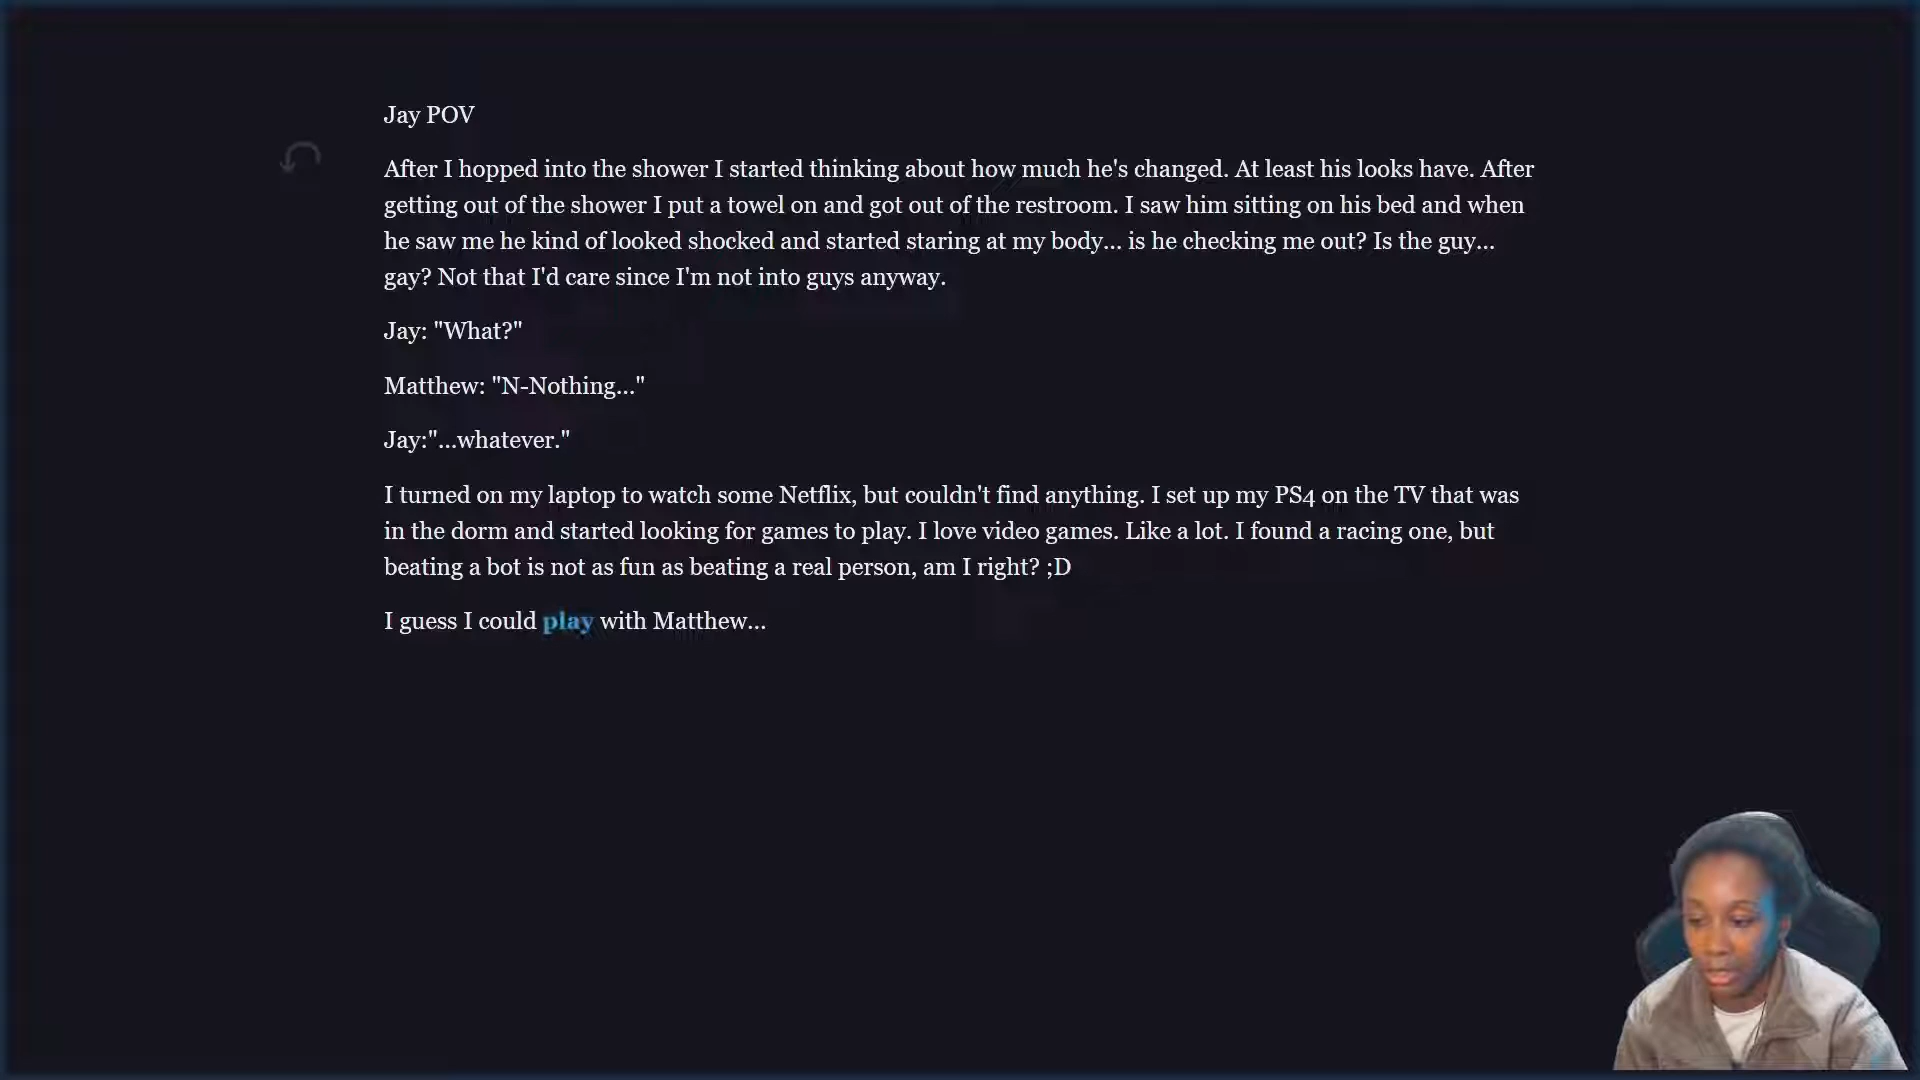 Jay POV
After I hopped into the shower I started thinking about how much he's changed. At least his looks have. After
getting out of the shower I put a towel on and got out of the restroom. I saw him sitting on his bed and when
he saw me he kind of looked shocked and started staring at my body... is he checking me out? Is the guy...
gay? Not that I'd care since I'm not into guys anyway.
Jay: "What?"
Matthew: "N-Nothing..."
Jay:"...whatever."
I turned on my laptop to watch some Netflix, but couldn't find anything. I set up my PS4 on the TV that was
in the dorm and started looking for games to play. I love video games. Like a lot. I found a racing one, but
beating a bot is not as fun as beating a real person, am I right? ;D
I guess I could play with Matthew...